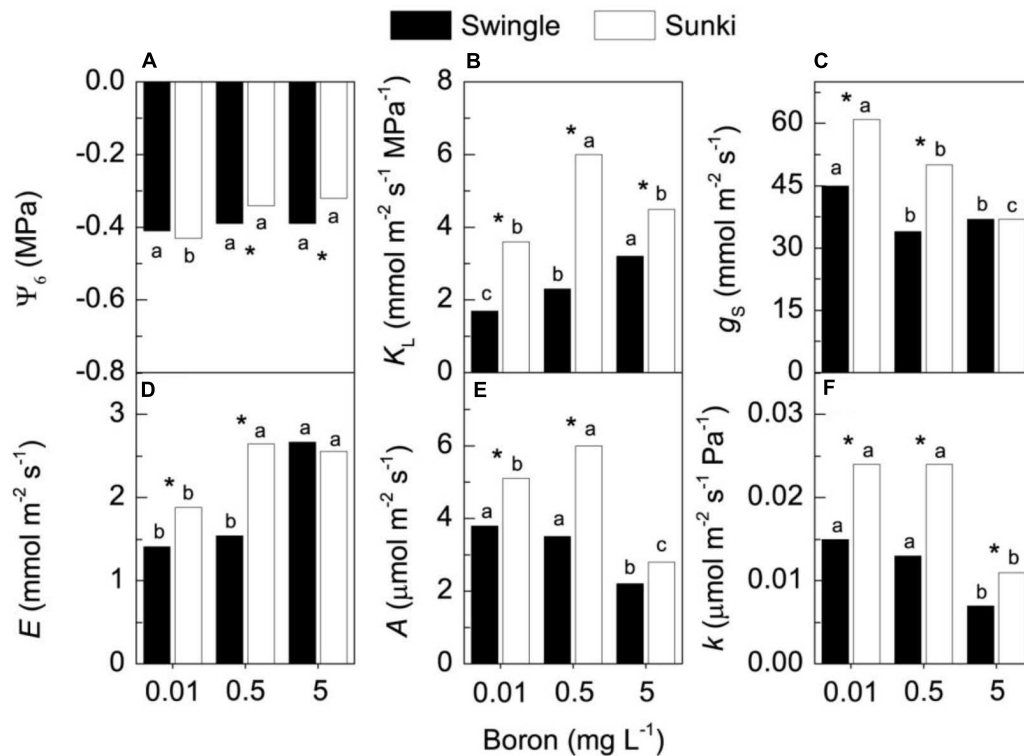 Swingle Sunki
A B C
0.0
-0.2
-0.4
-0.6
-0.8
Ψ6 (MPa)
a b a * a a * a
8
6
4
2
0
KL (mmol m-2 s-1 MPa-1)
c * b b * a a * b
60
45
30
15
0
gS (mmol m-2 s-1)
a * a b * b b c
D E F
3
2
1
0
E (mmol m-2 s-1)
b * b b * a a a
0.01 0.5 5
6
4
2
0
A (μmol m-2 s-1)
a * b a * a b c
0.01 0.5 5
0.03
0.02
0.01
0.00
k (μmol m-2 s-1 Pa-1)
a * a a * a b * b
0.01 0.5 5
Boron (mg L-1)